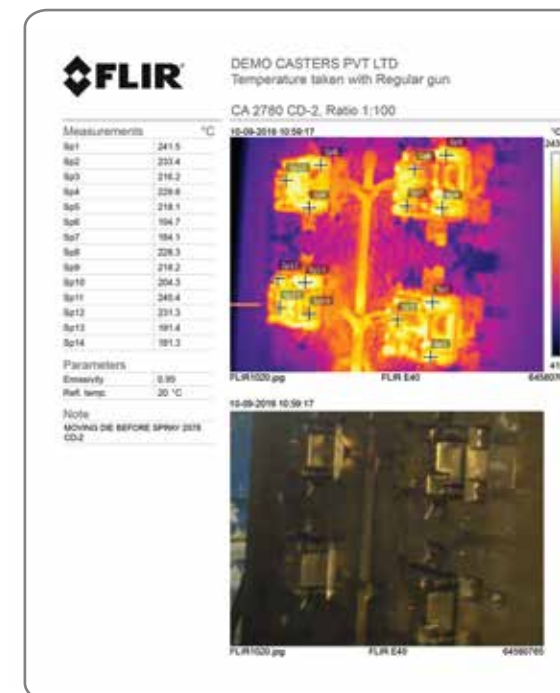 FLIR
DEMO CASTERS PVT LTD
Temperature taken with Regular gun
CA 2780 CD-2, Ratio 1:100
Measurements °C
Sp1 241.5
Sp2 233.4
Sp3 216.2
Sp4 229.8
Sp5 218.1
Sp6 194.7
Sp7 184.1
Sp8 228.3
Sp9 218.2
Sp10 204.3
Sp11 240.4
Sp12 231.3
Sp13 191.4
Sp14 191.3
Parameters
Emissivity 0.95
Refl. temp. 20 °C
Note
MOVING DIE BEFORE SPRAY 2078
CD-2
10-09-2016 10:59:17
°C
243
41
FLIR1020.jpg FLIR E40
10-09-2016 10:59:17
FLIR1020.jpg FLIR E40 64560765